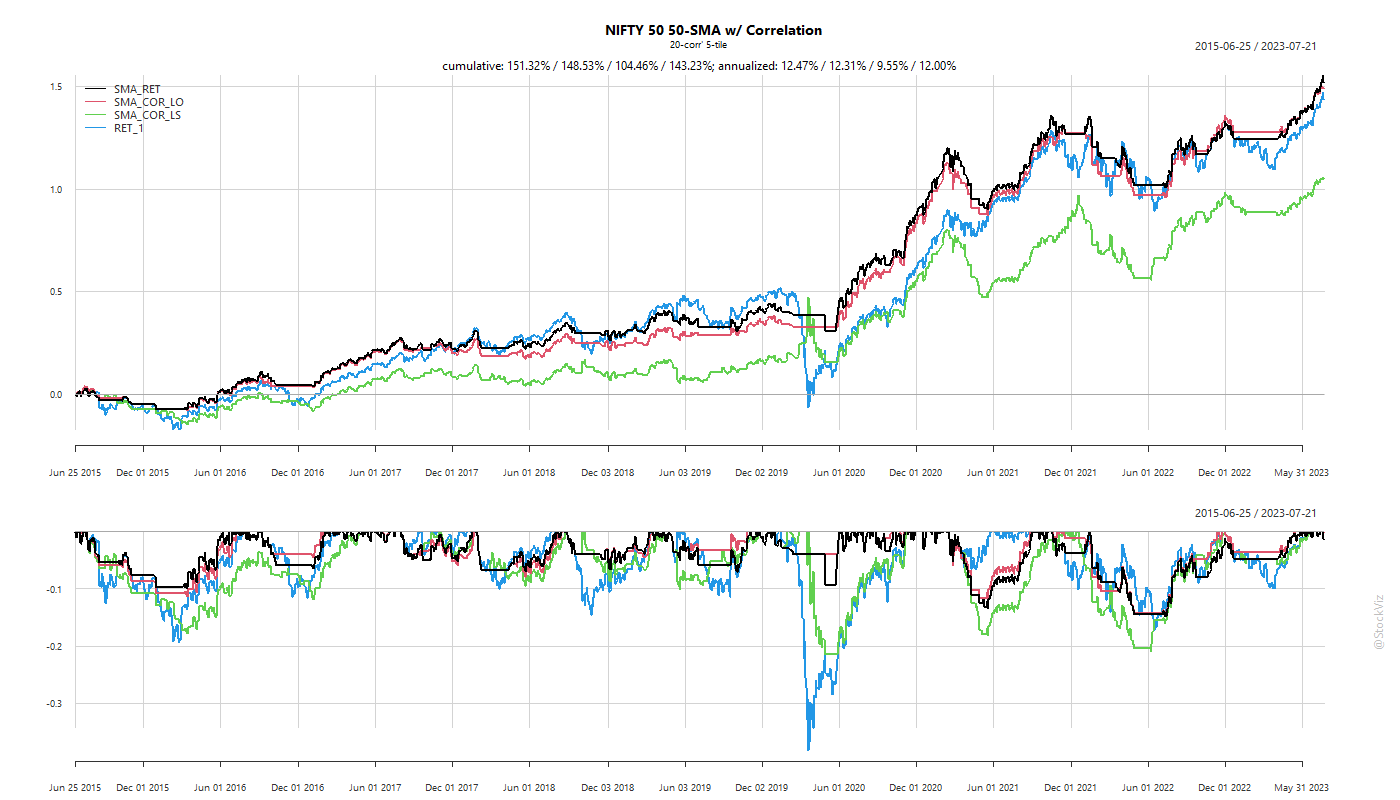 NIFTY 50 50-SMA w/ Correlation
20-corr' 5-tile
2015-06-25 / 2023-07-21
cumulative: 151.32% / 148.53% / 104.46% / 143.23%; annualized: 12.47% / 12.31% / 9.55% / 12.00%
SMA_RET
SMA_COR_LO
SMA_COR_LS
RET_1
1.5
1.0
0.5
0.0
Jun 25 2015 Dec 01 2015 Jun 01 2016 Dec 01 2016 Jun 01 2017 Dec 01 2017 Jun 01 2018 Dec 03 2018 Jun 03 2019 Dec 02 2019 Jun 01 2020 Dec 01 2020 Jun 01 2021 Dec 01 2021 Jun 01 2022 Dec 01 2022 May 31 2023
2015-06-25 / 2023-07-21
-0.1
-0.2
-0.3
Jun 25 2015 Dec 01 2015 Jun 01 2016 Dec 01 2016 Jun 01 2017 Dec 01 2017 Jun 01 2018 Dec 03 2018 Jun 03 2019 Dec 02 2019 Jun 01 2020 Dec 01 2020 Jun 01 2021 Dec 01 2021 Jun 01 2022 Dec 01 2022 May 31 2023
@StockViz